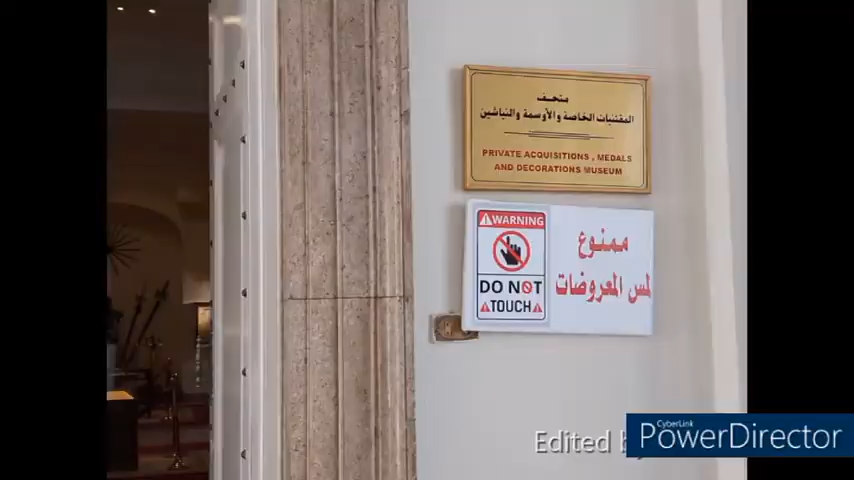 متحف
المقتنيات الخاصة والأوسمة والنياشين
PRIVATE ACQUISITIONS , MEDALS
AND DECORATIONS MUSEUM
WARNING
DO NOT
TOUCH
ممنوع
لمس المعروضات
Edited
CyberLink
PowerDirector